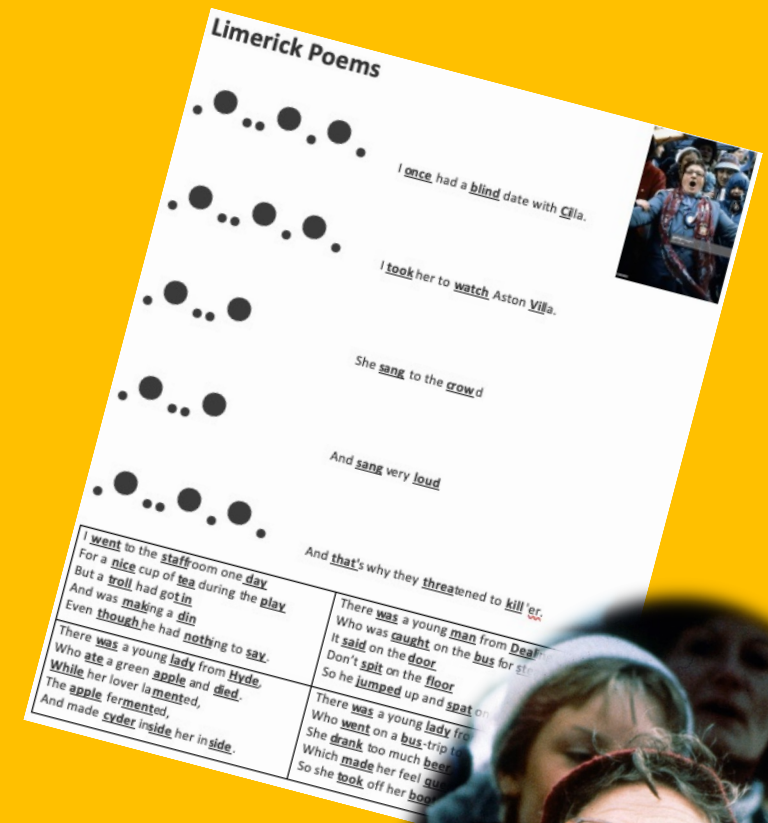 Limerick Poems
I once had a blind date with Cilla.
I took her to watch Aston Villa.
She sang to the crowd
And sang very loud
And that's why they threatened to kill'er.
I went to the staffroom one day
For a nice cup of tea during the play
But a troll had got in
And was making a din
Even though he had nothing to say.
There was a young man from Deal
Who was caught on the bus for
It said on the door
Don't spit on the floor
So he jumped up and spat on
There was a young lady from Hyde,
Who ate a green apple and died.
While her lover lamented,
The apple fermented,
And made cyder inside her inside.
There was a young lady
Who went on a bus-trip
She drank too much beer
Which made her feel
So she took off her